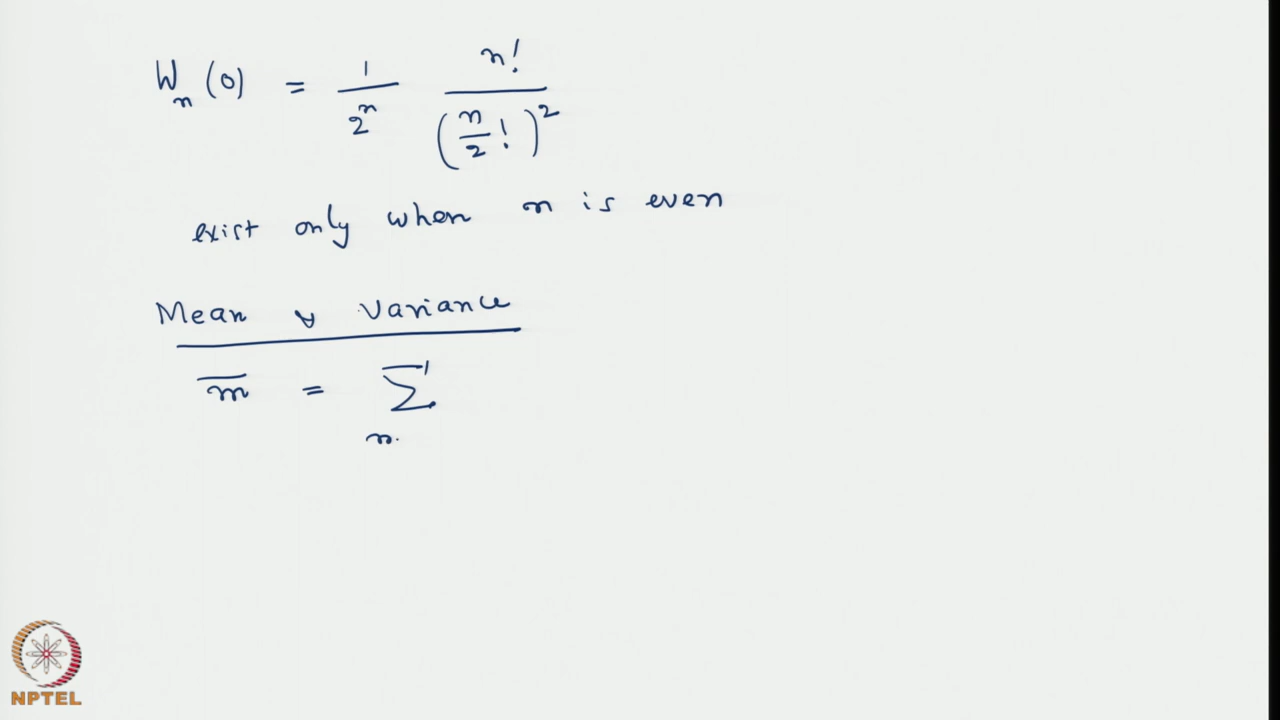 W_n (0) = 1/2^n n!/(n/2 !)^2
exist only when n is even
Mean & Variance
m̅ = Σ
n
NPTEL